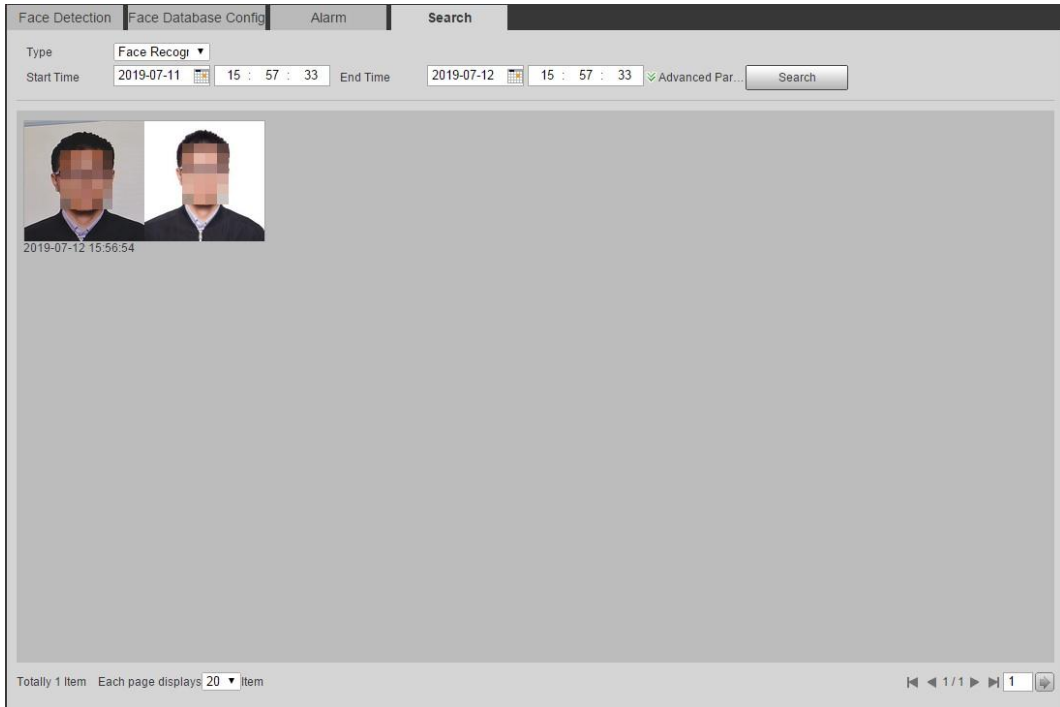 Face Detection Face Database Config Alarm Search
Type Face Recogr
Start Time 2019-07-11 15 : 57 : 33 End Time 2019-07-12 15 : 57 : 33 Advanced Par... Search
2019-07-12 15:56:54
Totally 1 Item Each page displays 20 Item 1 / 1 1